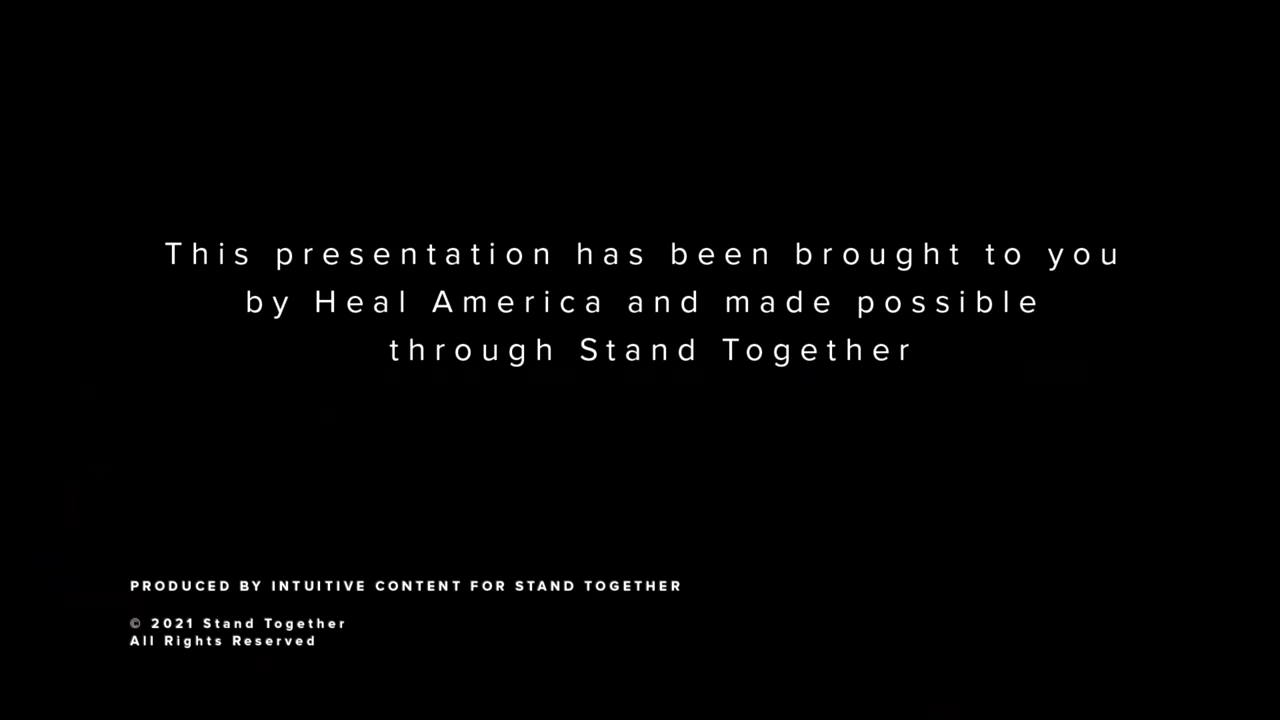 This presentation has been brought to you
by Heal America and made possible
through Stand Together
PRODUCED BY INTUITIVE CONTENT FOR STAND TOGETHER
© 2021 Stand Together
All Rights Reserved